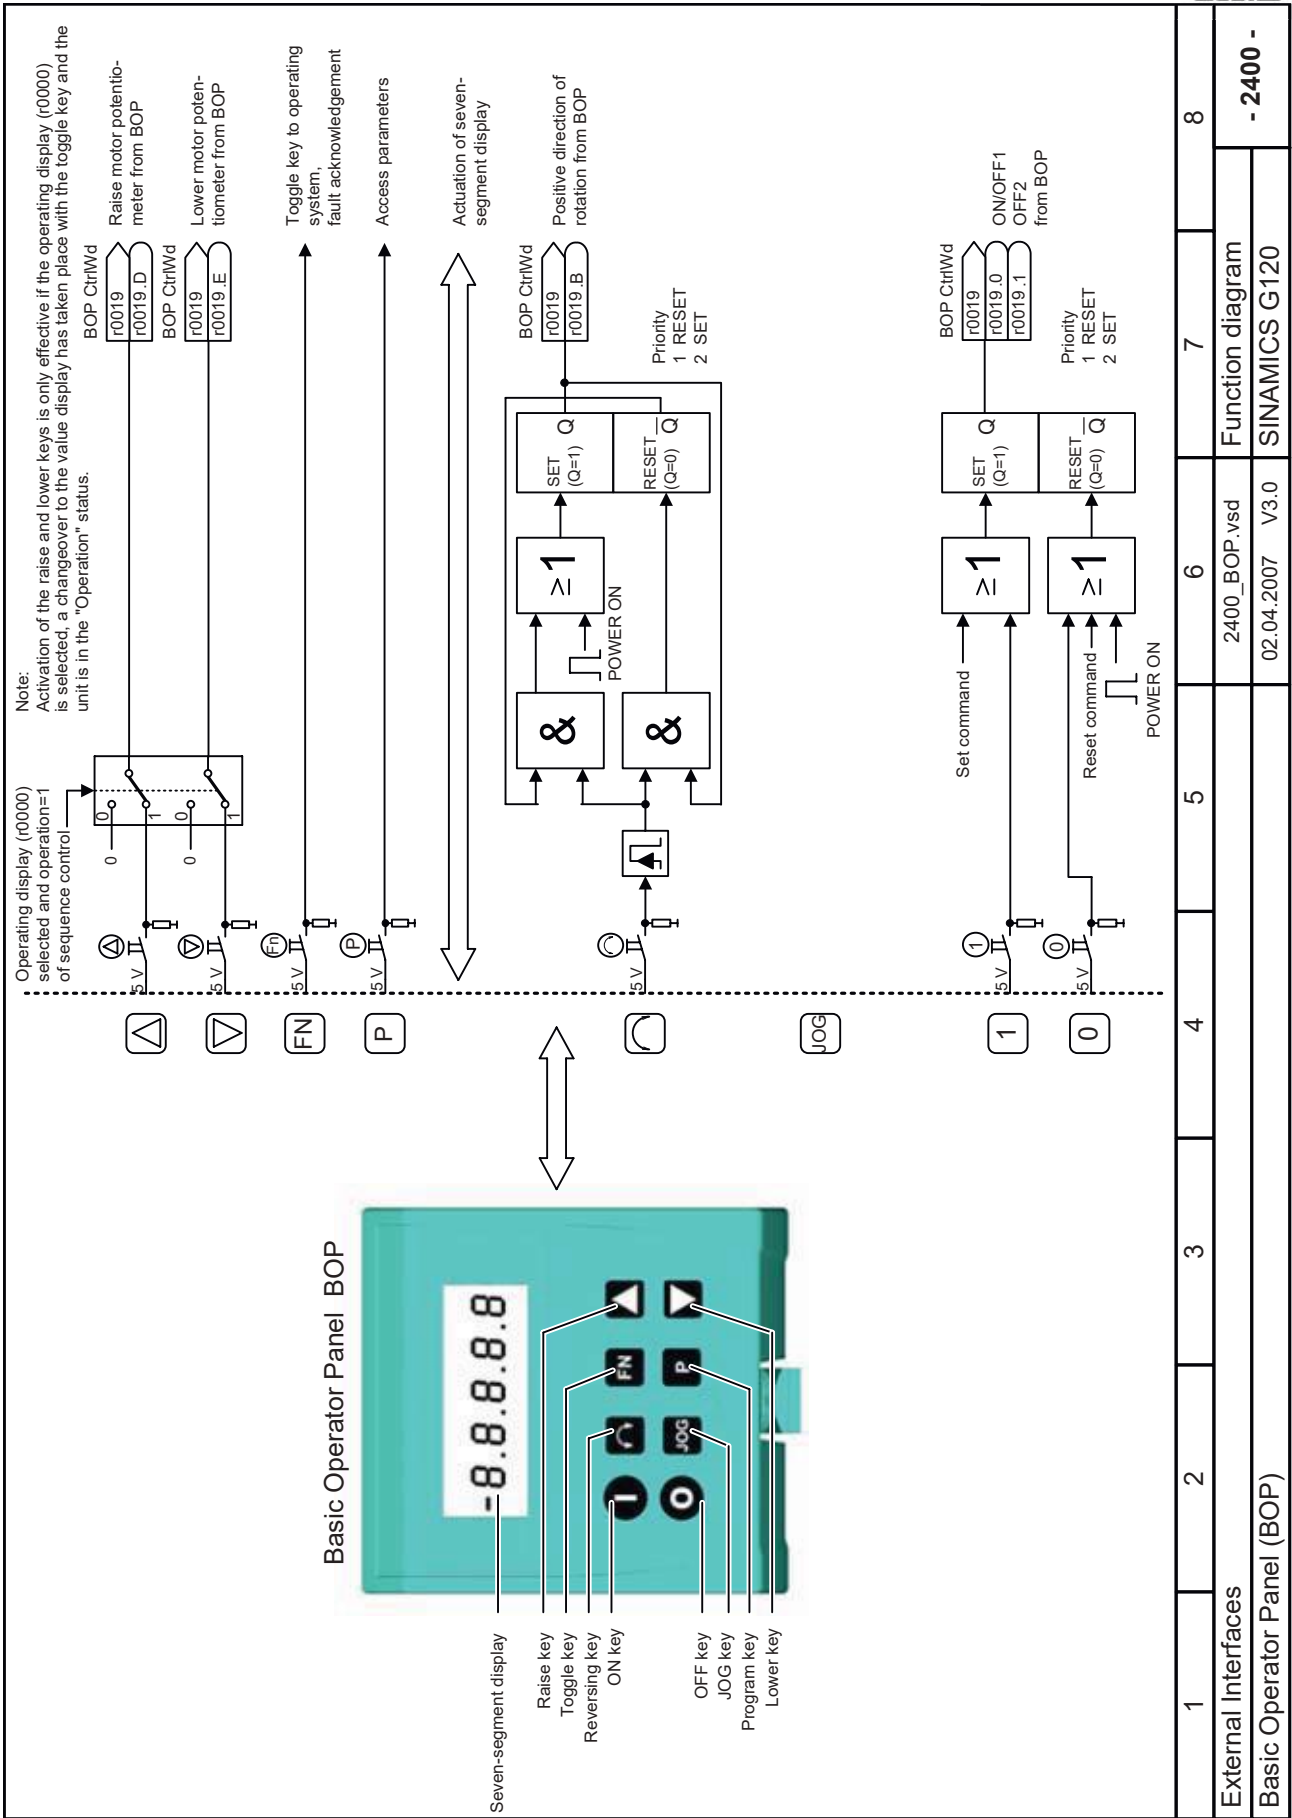 Note:
Activation of the raise and lower keys is only effective if the operating display (r0000)
is selected, a changeover to the value display has taken place with the toggle key and the
unit is in the "Operation" status.
Operating display (r0000)
selected and operation=1
of sequence control
Basic Operator Panel BOP
-8.8.8.8.8
FN
JOG
P
I
O
Seven-segment display
Raise key
Toggle key
Reversing key
ON key
OFF key
JOG key
Program key
Lower key
5 V
0
0
1
BOP CtrlWd
r0019
r0019.D
Raise motor potentio-
meter from BOP
5 V
0
0
1
BOP CtrlWd
r0019
r0019.E
Lower motor poten-
tiometer from BOP
FN
Fn
5 V
Toggle key to operating
system,
fault acknowledgement
P
P
5 V
Access parameters
Actuation of seven-
segment display
5 V
&
&
≥1
POWER ON
SET
(Q=1)
Q
RESET
(Q=0)
Q
Priority
1 RESET
2 SET
BOP CtrlWd
r0019
r0019.B
Positive direction of
rotation from BOP
JOG
1
1
5 V
0
0
5 V
Set command
Reset command
POWER ON
≥1
≥1
SET
(Q=1)
Q
RESET
(Q=0)
Q
Priority
1 RESET
2 SET
BOP CtrlWd
r0019
r0019.0
r0019.1
ON/OFF1
OFF2
from BOP
1 2 3 4 5 6 7 8
External Interfaces
2400_BOP.vsd
Function diagram
- 2400 -
Basic Operator Panel (BOP)
02.04.2007 V3.0
SINAMICS G120